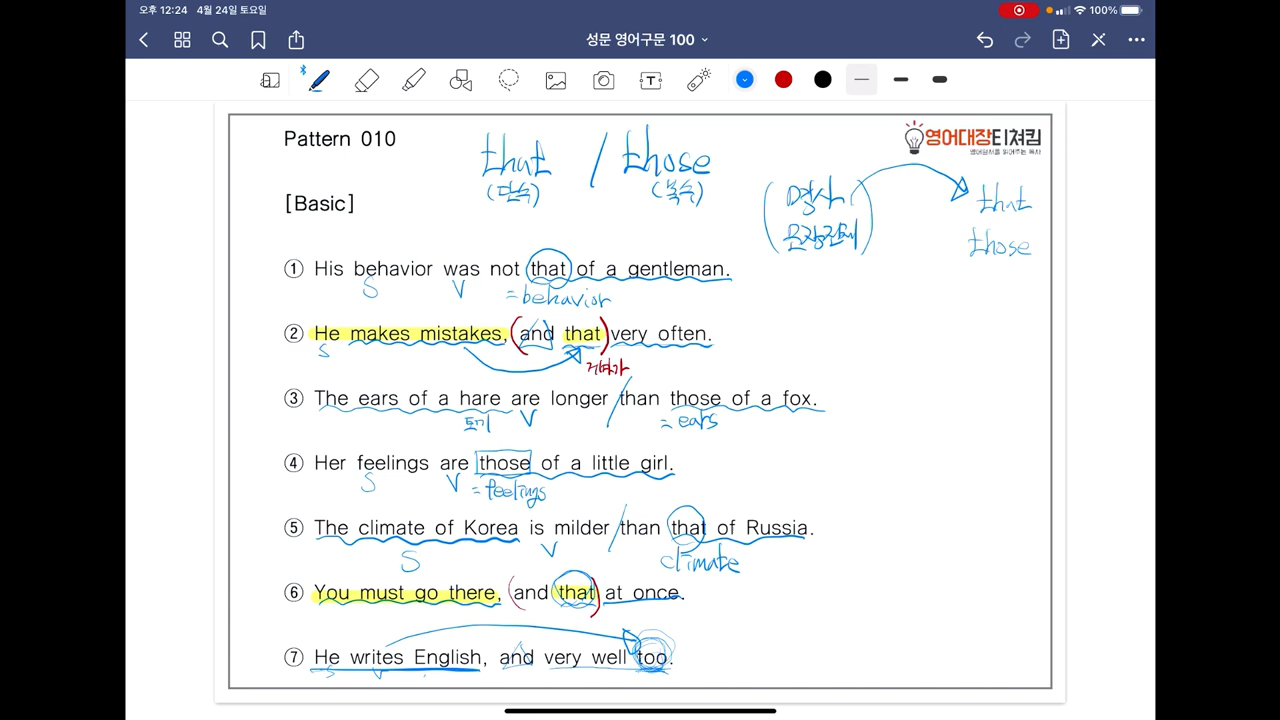 오후 12:24 4월 24일 토요일
100%
성문 영어구문 100
Pattern 010
that / those
(단수) (복수)
영어대장티쳐킴
[Basic]
명사
문장전체
that
those
① His behavior was not that of a gentleman.
S V = behavior
② He makes mistakes, (and that) very often.
S
③ The ears of a hare are longer / than those of a fox.
토끼 V = ears
④ Her feelings are those of a little girl.
S V = feelings
⑤ The climate of Korea is milder / than that of Russia.
S V climate
⑥ You must go there, (and that) at once.
⑦ He writes English, and very well too.
S V